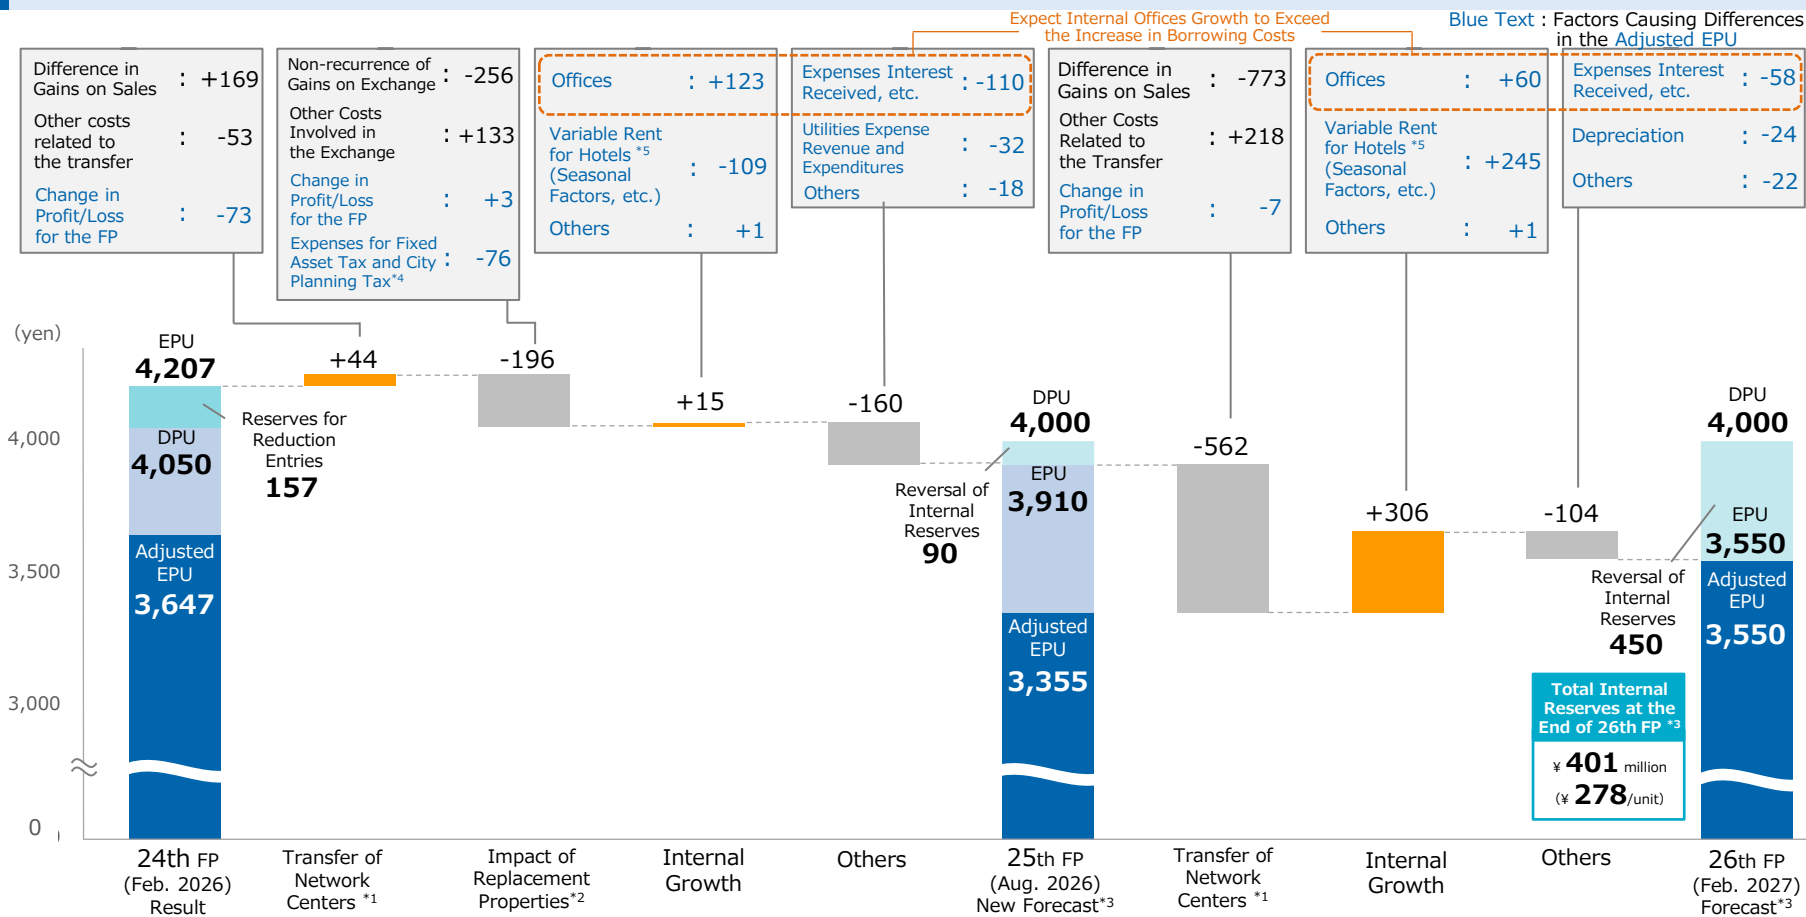 Expect Internal Offices Growth to Exceed
the Increase in Borrowing Costs
Blue Text : Factors Causing Differences
in the Adjusted EPU
Difference in
Gains on Sales : +169
Other costs
related to
the transfer : -53
Change in
Profit/Loss
for the FP : -73
Non-recurrence of
Gains on Exchange : -256
Other Costs
Involved in
the Exchange : +133
Change in
Profit/Loss
for the FP : +3
Expenses for Fixed
Asset Tax and City
Planning Tax*4 : -76
Offices : +123
Variable Rent
for Hotels *5
(Seasonal
Factors, etc.) : -109
Others : +1
Expenses Interest
Received, etc. : -110
Utilities Expense
Revenue and
Expenditures : -32
Others : -18
Difference in
Gains on Sales : -773
Other Costs
Related to
the Transfer : +218
Change in
Profit/Loss
for the FP : -7
Offices : +60
Variable Rent
for Hotels *5
(Seasonal
Factors, etc.) : +245
Others : +1
Expenses Interest
Received, etc. : -58
Depreciation : -24
Others : -22
(yen)
4,000
3,500
3,000
0
EPU
4,207
DPU
4,050
Adjusted
EPU
3,647
Reserves for
Reduction
Entries
157
+44
-196
+15
-160
DPU
4,000
EPU
3,910
Adjusted
EPU
3,355
Reversal of
Internal
Reserves
90
-562
+306
-104
DPU
4,000
EPU
3,550
Adjusted
EPU
3,550
Reversal of
Internal
Reserves
450
Total Internal
Reserves at the
End of 26th FP *3
¥ 401 million
(¥ 278/unit)
24th FP
(Feb. 2026)
Result
Transfer of
Network
Centers *1
Impact of
Replacement
Properties*2
Internal
Growth
Others
25th FP
(Aug. 2026)
New Forecast*3
Transfer of
Network
Centers *1
Internal
Growth
Others
26th FP
(Feb. 2027)
Forecast*3